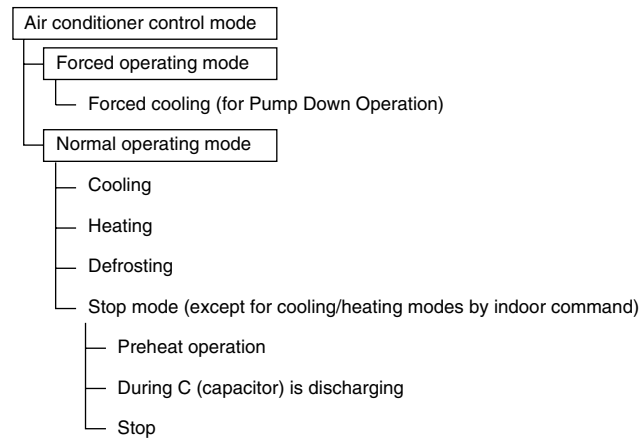 Air conditioner control mode
Forced operating mode
Forced cooling (for Pump Down Operation)
Normal operating mode
Cooling
Heating
Defrosting
Stop mode (except for cooling/heating modes by indoor command)
Preheat operation
During C (capacitor) is discharging
Stop